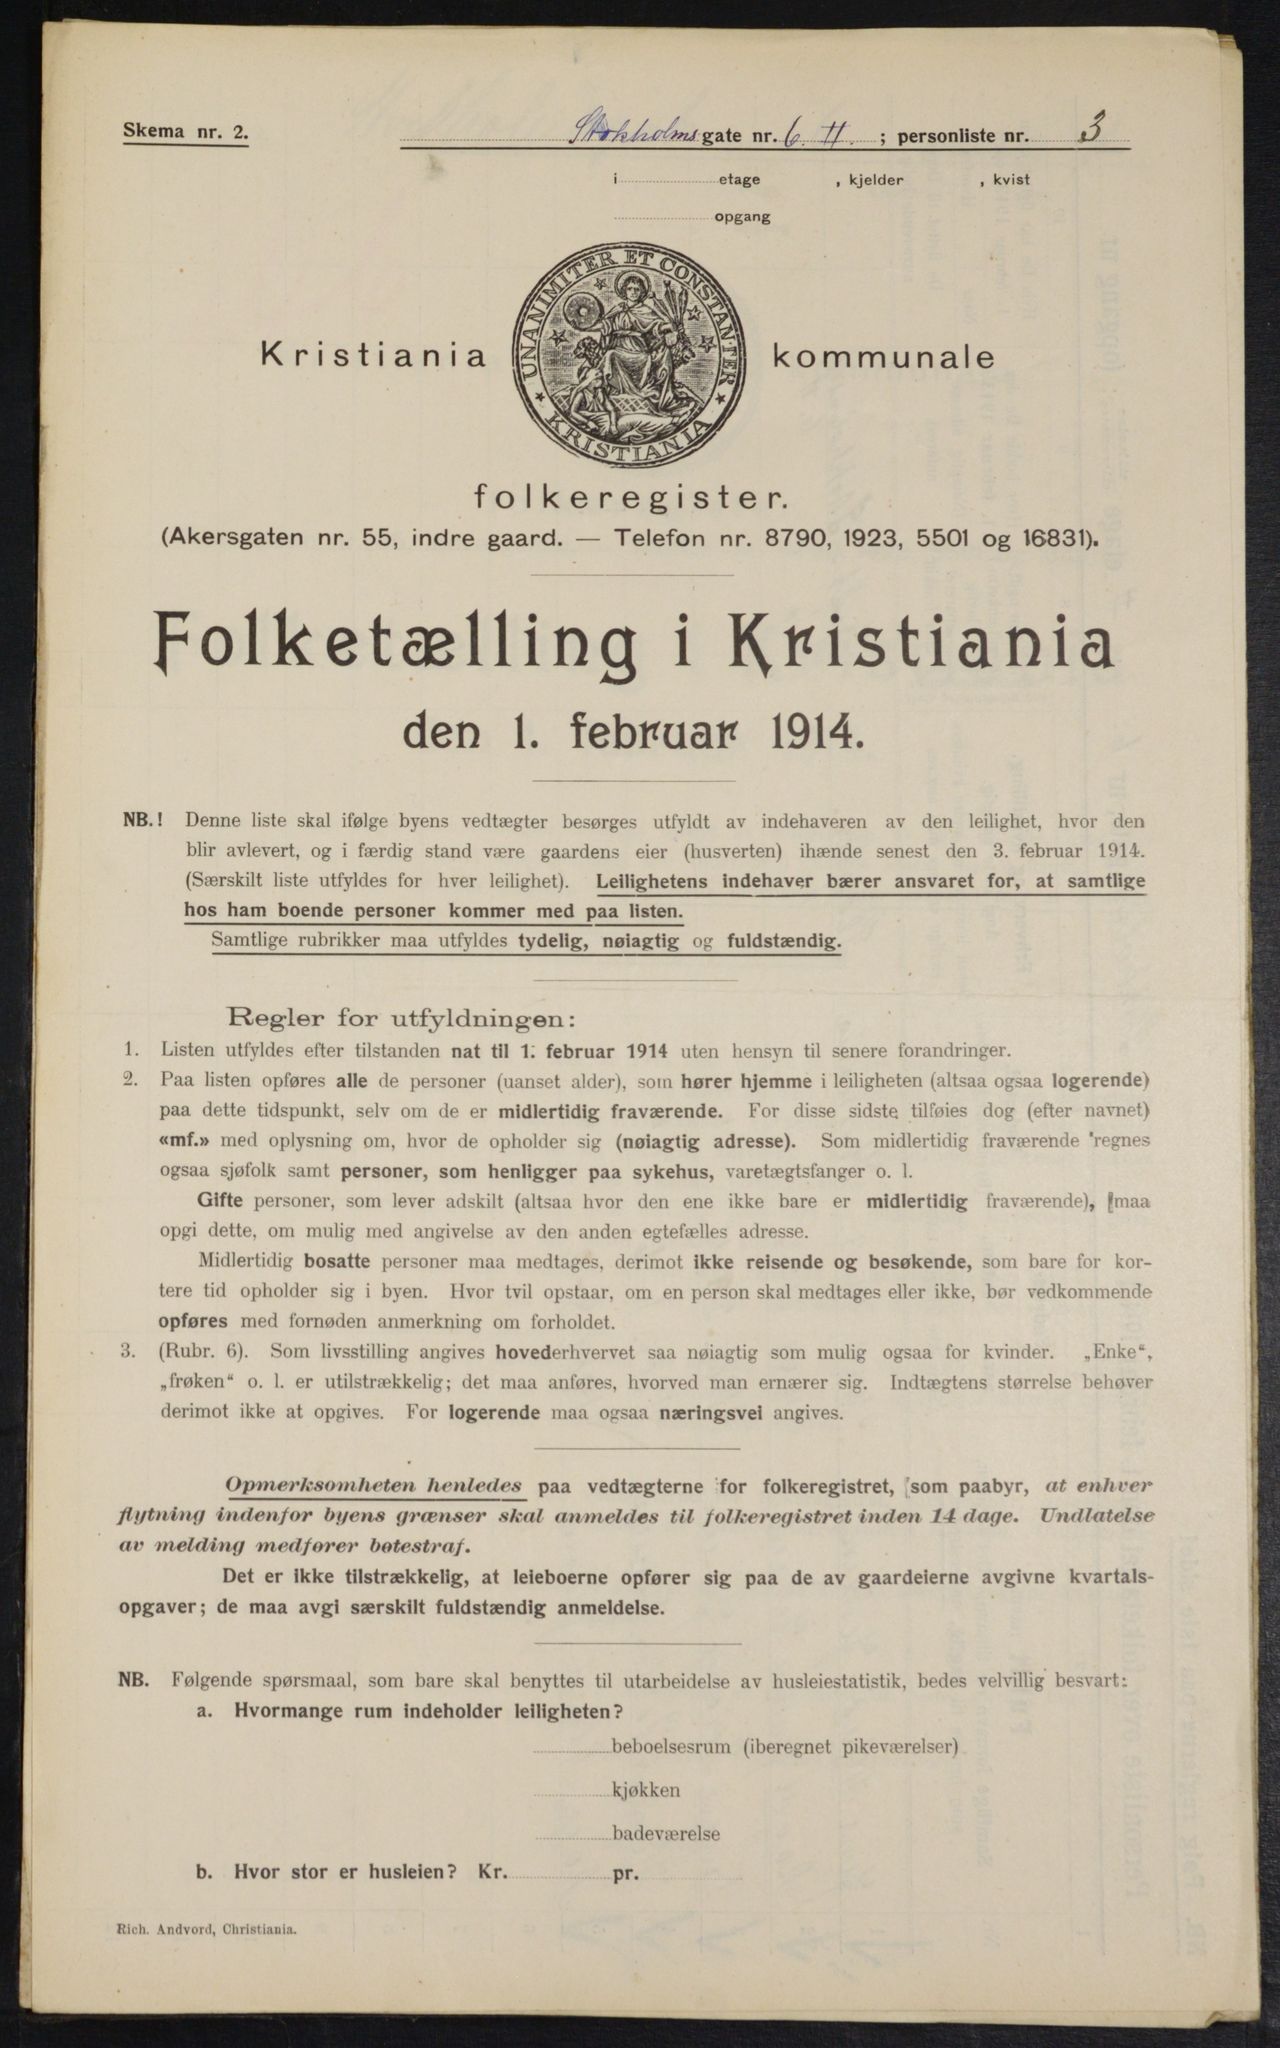 Skema nr. 2.
Stokholms gate nr. 6. II. ; personliste nr. 3
i etage , kjelder , kvist
opgang
UNANIMITER ET CONSTANTER
KRISTIANIA
Kristiania kommunale
folkeregister.
(Akersgaten nr. 55, indre gaard. — Telefon nr. 8790, 1923, 5501 og 16831).
Folketælling i Kristiania
den 1. februar 1914.
NB.! Denne liste skal ifølge byens vedtægter besørges utfyldt av indehaveren av den leilighet, hvor den
blir avlevert, og i færdig stand være gaardens eier (husverten) ihænde senest den 3. februar 1914.
(Særskilt liste utfyldes for hver leilighet). Leilighetens indehaver bærer ansvaret for, at samtlige
hos ham boende personer kommer med paa listen.
Samtlige rubrikker maa utfyldes tydelig, nøiagtig og fuldstændig.
Regler for utfyldningen:
1. Listen utfyldes efter tilstanden nat til 1. februar 1914 uten hensyn til senere forandringer.
2. Paa listen opføres alle de personer (uanset alder), som hører hjemme i leiligheten (altsaa ogsaa logerende)
paa dette tidspunkt, selv om de er midlertidig fraværende. For disse sidste tilføies dog (efter navnet)
«mf.» med oplysning om, hvor de opholder sig (nøiagtig adresse). Som midlertidig fraværende regnes
ogsaa sjøfolk samt personer, som henligger paa sykehus, varetægtsfanger o. l.
Gifte personer, som lever adskilt (altsaa hvor den ene ikke bare er midlertidig fraværende), maa
opgi dette, om mulig med angivelse av den anden egtefælles adresse.
Midlertidig bosatte personer maa medtages, derimot ikke reisende og besøkende, som bare for kor-
tere tid opholder sig i byen. Hvor tvil opstaar, om en person skal medtages eller ikke, bør vedkommende
opføres med fornøden anmerkning om forholdet.
3. (Rubr. 6). Som livsstilling angives hovederhvervet saa nøiagtig som mulig ogsaa for kvinder. „Enke“,
„frøken“ o. l. er utilstrækkelig; det maa anføres, hvorved man ernærer sig. Indtægtens størrelse behøver
derimot ikke at opgives. For logerende maa ogsaa næringsvei angives.
Opmerksomheten henledes paa vedtægterne for folkeregistret, som paabyr, at enhver
flytning indenfor byens grænser skal anmeldes til folkeregistret inden 14 dage. Undlatelse
av melding medfører bøtestraf.
Det er ikke tilstrækkelig, at leieboerne opfører sig paa de av gaardeierne avgivne kvartals-
opgaver; de maa avgi særskilt fuldstændig anmeldelse.
NB. Følgende spørsmaal, som bare skal benyttes til utarbeidelse av husleiestatistik, bedes velvillig besvart:
a. Hvormange rum indeholder leiligheten?
beboelsesrum (iberegnet pikeværelser)
kjøkken
badeværelse
b. Hvor stor er husleien? Kr. pr.
Rich. Andvord, Christiania.